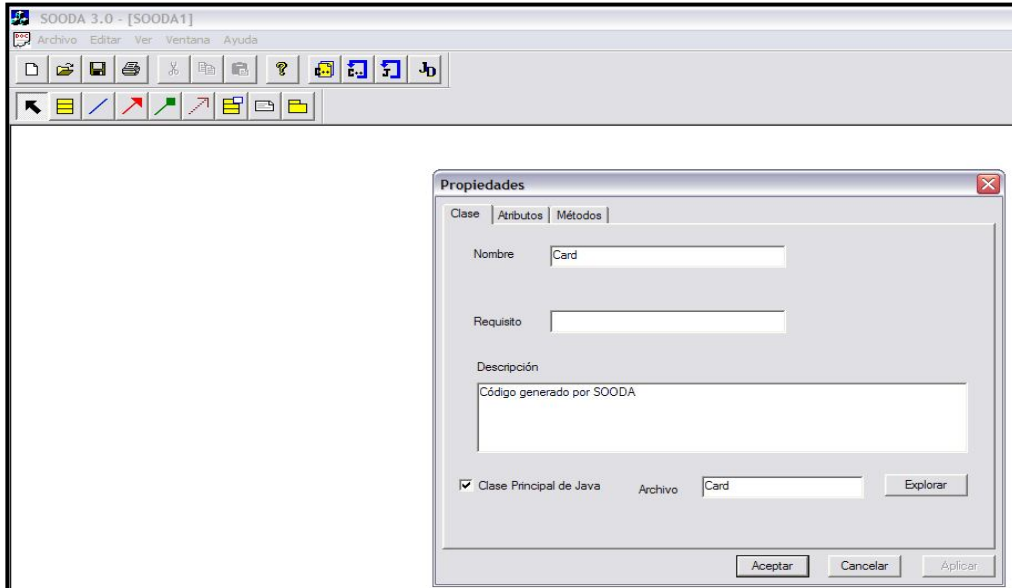 SOODA 3.0 - [SOODA1]
Archivo Editar Ver Ventana Ayuda
Propiedades
Clase Atributos Métodos
Nombre Card
Requisito
Descripción
Código generado por SOODA
Clase Principal de Java Archivo Card Explorar
Aceptar Cancelar Aplicar